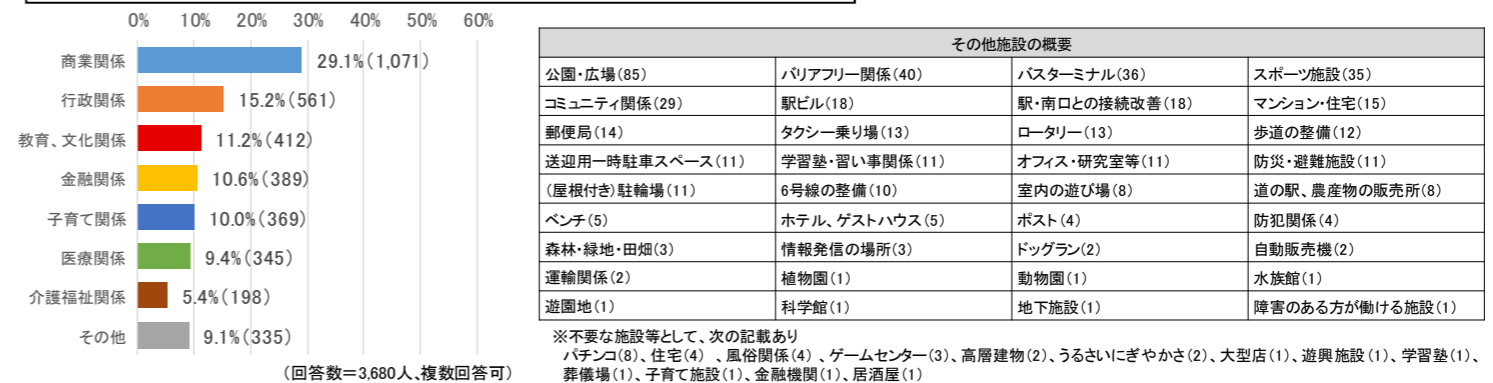 0% 10% 20% 30% 40% 50% 60%
商業関係 29.1%(1,071)
行政関係 15.2%(561)
教育、文化関係 11.2%(412)
金融関係 10.6%(389)
子育て関係 10.0%(369)
医療関係 9.4%(345)
介護福祉関係 5.4%(198)
その他 9.1%(335)
(回答数=3,680人、複数回答可)
その他施設の概要
公園・広場(85) バリアフリー関係(40) バスターミナル(36) スポーツ施設(35)
コミュニティ関係(29) 駅ビル(18) 駅・南口との接続改善(18) マンション・住宅(15)
郵便局(14) タクシー乗り場(13) ロータリー(13) 歩道の整備(12)
送迎用一時駐車スペース(11) 学習塾・習い事関係(11) オフィス・研究室等(11) 防災・避難施設(11)
(屋根付き)駐輪場(11) 6号線の整備(10) 室内の遊び場(8) 道の駅、農産物の販売所(8)
ベンチ(5) ホテル、ゲストハウス(5) ポスト(4) 防犯関係(4)
森林・緑地・田畑(3) 情報発信の場所(3) ドッグラン(2) 自動販売機(2)
運輸関係(2) 植物園(1) 動物園(1) 水族館(1)
遊園地(1) 科学館(1) 地下施設(1) 障害のある方が働ける施設(1)
※不要な施設等として、次の記載あり
パチンコ(8)、住宅(4) 、風俗関係(4) 、ゲームセンター(3)、高層建物(2)、うるさいにぎやかさ(2)、大型店(1)、遊興施設(1)、学習塾(1)、
葬儀場(1)、子育て施設(1)、金融機関(1)、居酒屋(1)